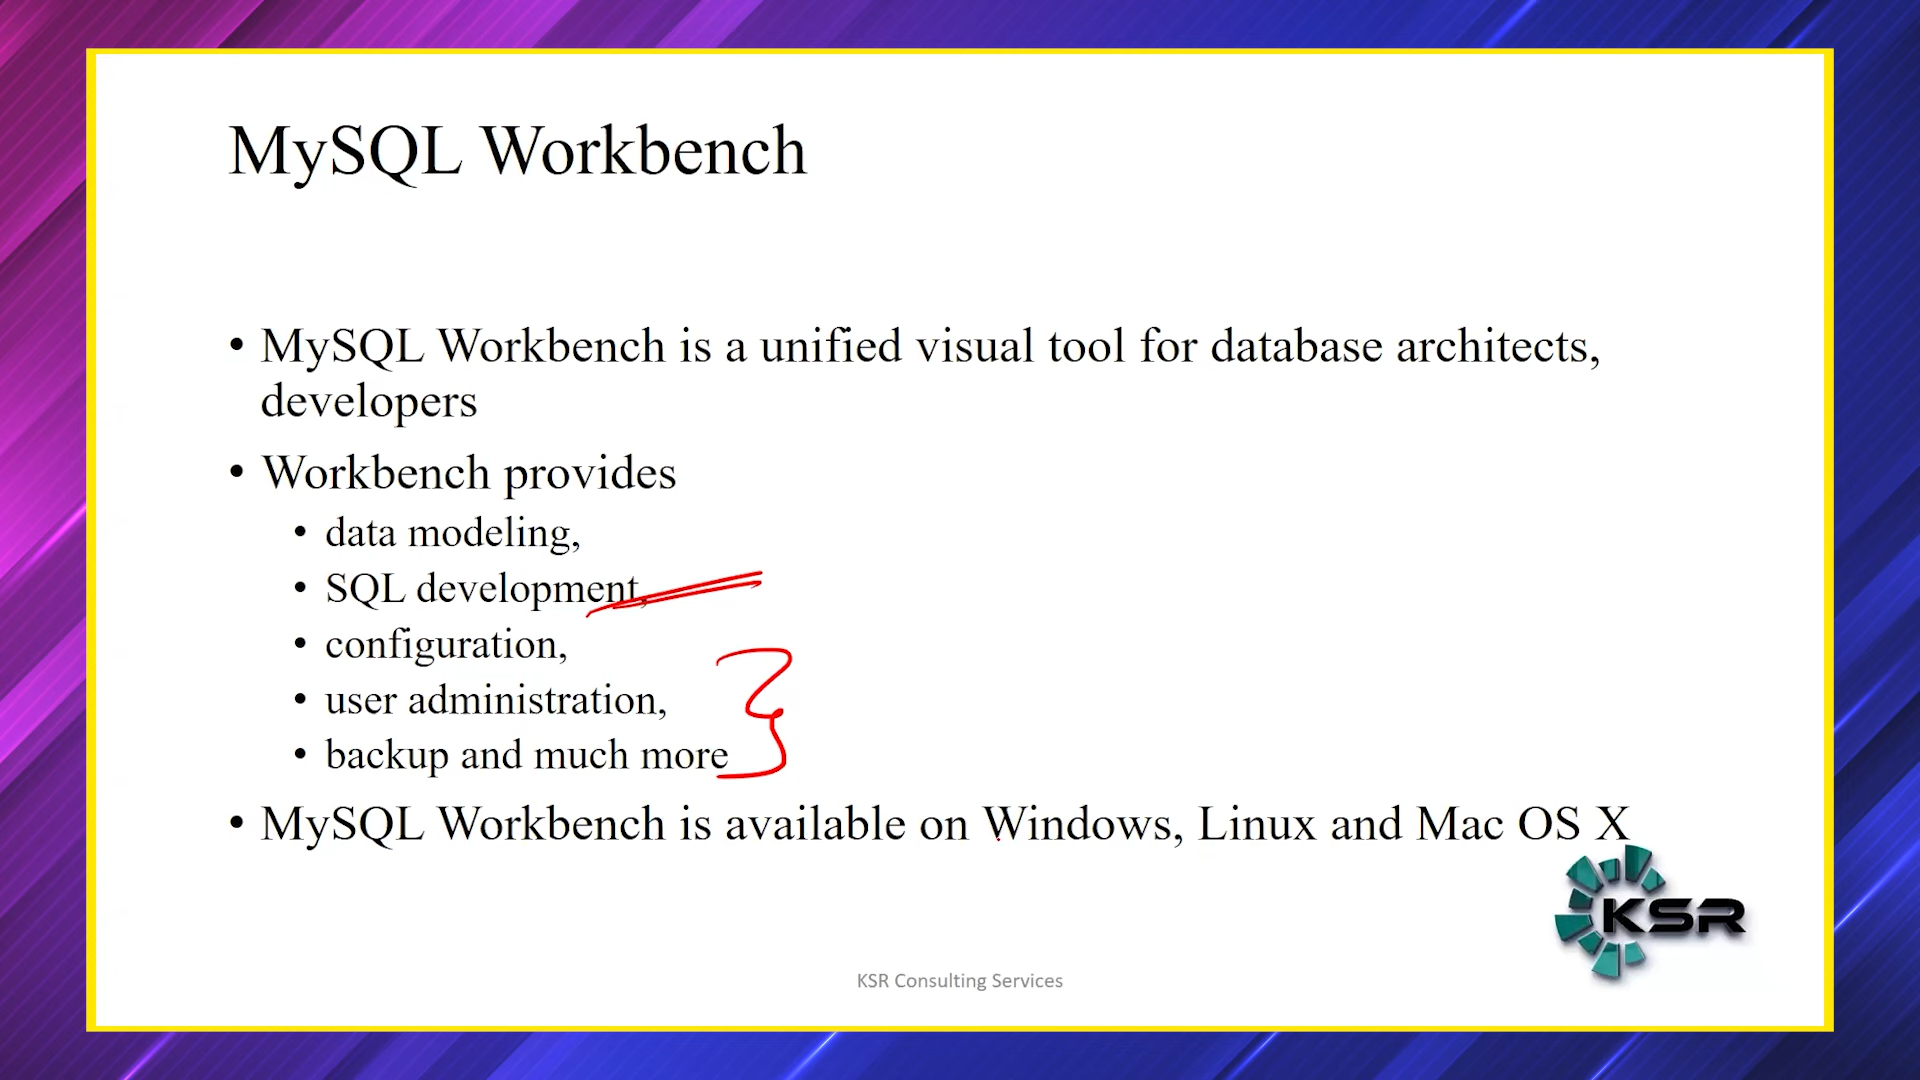 MySQL Workbench
• MySQL Workbench is a unified visual tool for database architects,
developers
• Workbench provides
• data modeling,
• SQL development,
• configuration,
• user administration,
• backup and much more
• MySQL Workbench is available on Windows, Linux and Mac OS X
KSR
KSR Consulting Services